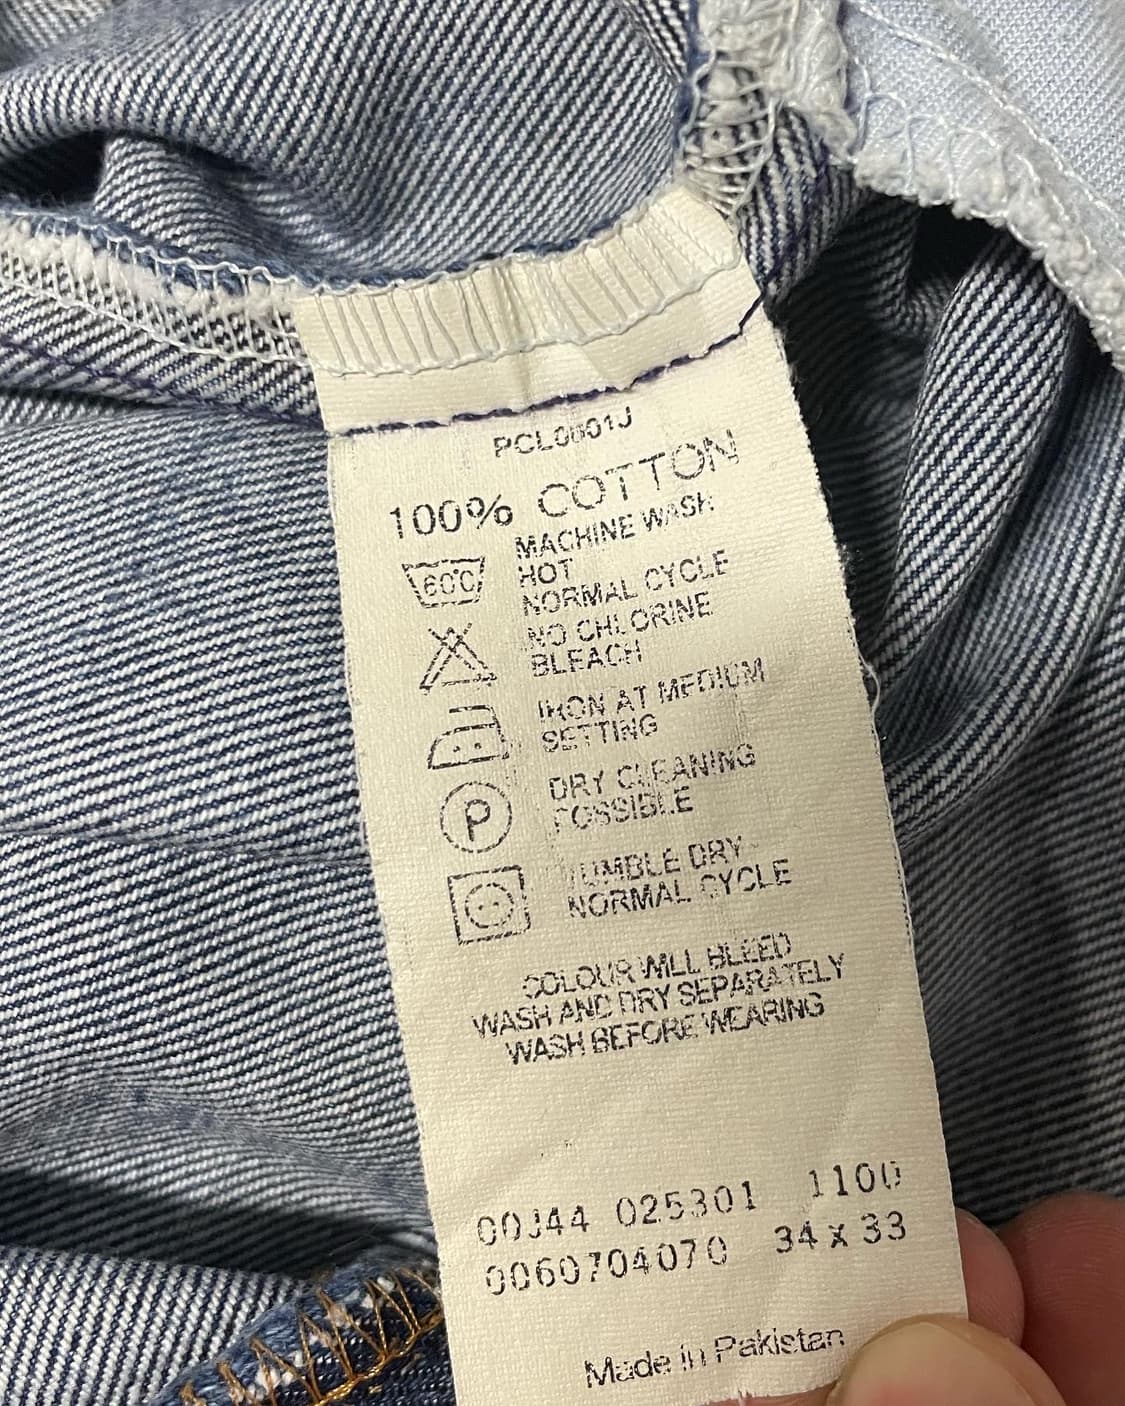 PCL0001J
100% COTTON
60°C MACHINE WASH
HOT
NORMAL CYCLE
NO CHLORINE
BLEACH
IRON AT MEDIUM
SETTING
P DRY CLEANING
POSSIBLE
TUMBLE DRY
NORMAL CYCLE
COLOUR WILL BLEED
WASH AND DRY SEPARATELY
WASH BEFORE WEARING
00J44 025301 1100
0060704070 34 x 33
Made in Pakistan